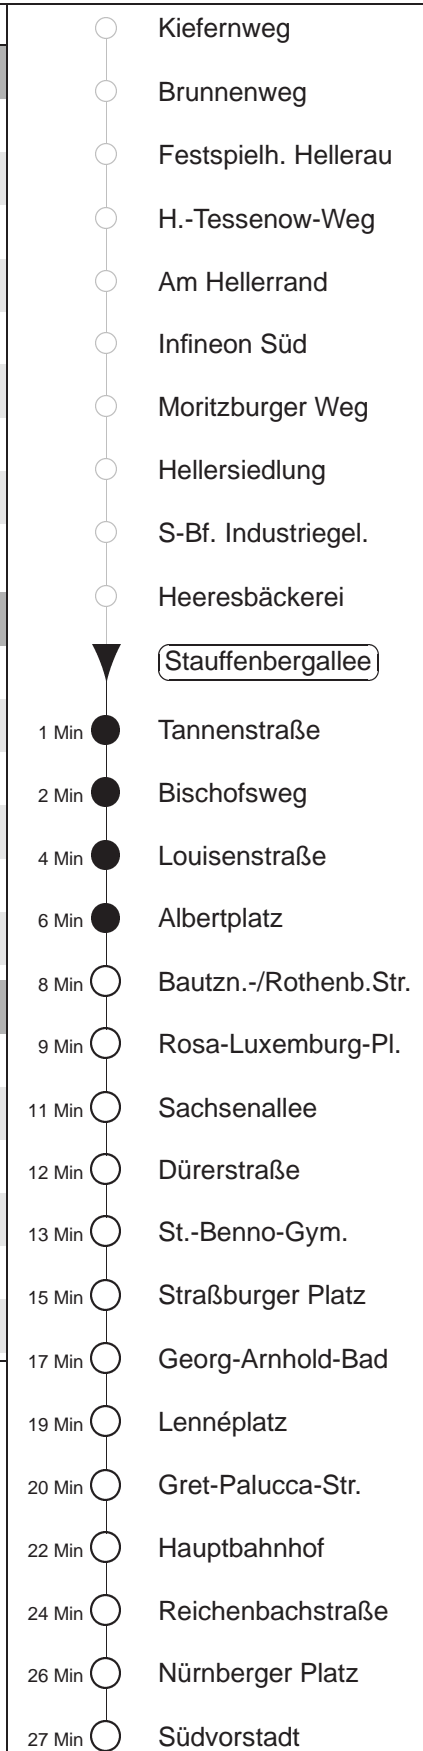 Kiefernweg
Brunnenweg
Festspielh. Hellerau
H.-Tessenow-Weg
Am Hellerrand
Infineon Süd
Moritzburger Weg
Hellersiedlung
S-Bf. Industriegel.
Heeresbäckerei
Stauffenbergallee
1 Min Tannenstraße
2 Min Bischofsweg
4 Min Louisenstraße
6 Min Albertplatz
8 Min Bautzn.-/Rothenb.Str.
9 Min Rosa-Luxemburg-Pl.
11 Min Sachsenallee
12 Min Dürerstraße
13 Min St.-Benno-Gym.
15 Min Straßburger Platz
17 Min Georg-Arnhold-Bad
19 Min Lennéplatz
20 Min Gret-Palucca-Str.
22 Min Hauptbahnhof
24 Min Reichenbachstraße
26 Min Nürnberger Platz
27 Min Südvorstadt